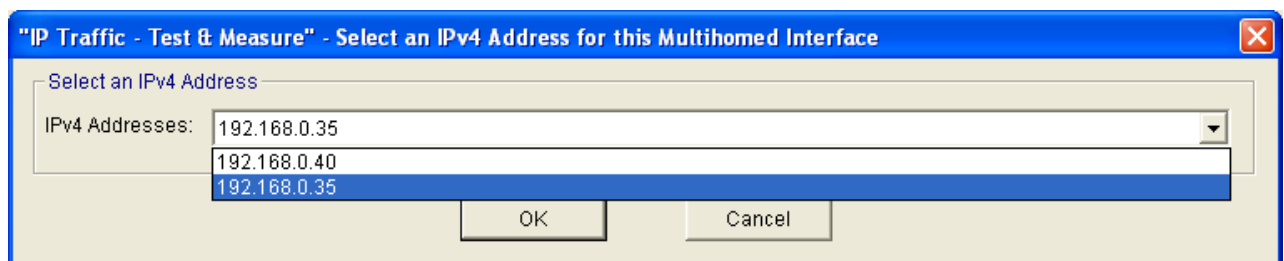 "IP Traffic - Test & Measure" - Select an IPv4 Address for this Multihomed Interface
Select an IPv4 Address
IPv4 Addresses: 192.168.0.35
192.168.0.40
192.168.0.35
OK Cancel